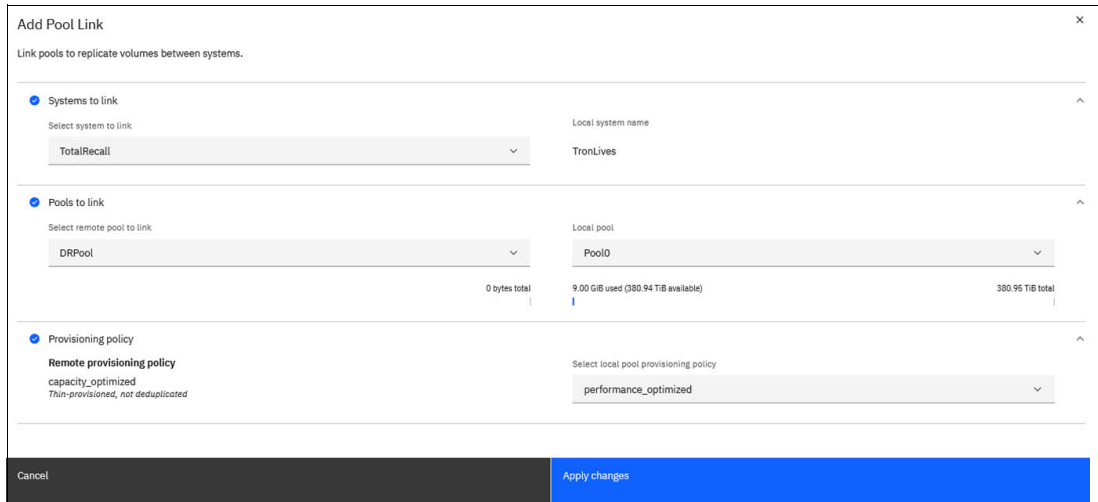 Add Pool Link
Link pools to replicate volumes between systems.
Systems to link
Select system to link
TotalRecall
Local system name
TronLives
Pools to link
Select remote pool to link
DRPool
0 bytes total
Local pool
Pool0
9.00 GiB used (380.94 TiB available)
380.95 TiB total
Provisioning policy
Remote provisioning policy
capacity_optimized
Thin-provisioned, not deduplicated
Select local pool provisioning policy
performance_optimized
Cancel
Apply changes